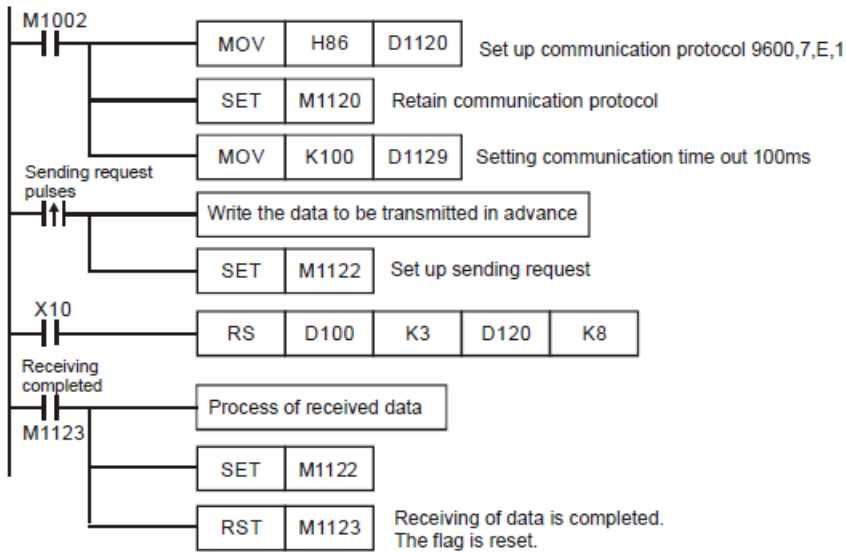 M1002
MOV H86 D1120 Set up communication protocol 9600,7,E,1
SET M1120 Retain communication protocol
MOV K100 D1129 Setting communication time out 100ms
Sending request
pulses
Write the data to be transmitted in advance
SET M1122 Set up sending request
X10
RS D100 K3 D120 K8
Receiving
completed
Process of received data
M1123
SET M1122
RST M1123 Receiving of data is completed.
The flag is reset.